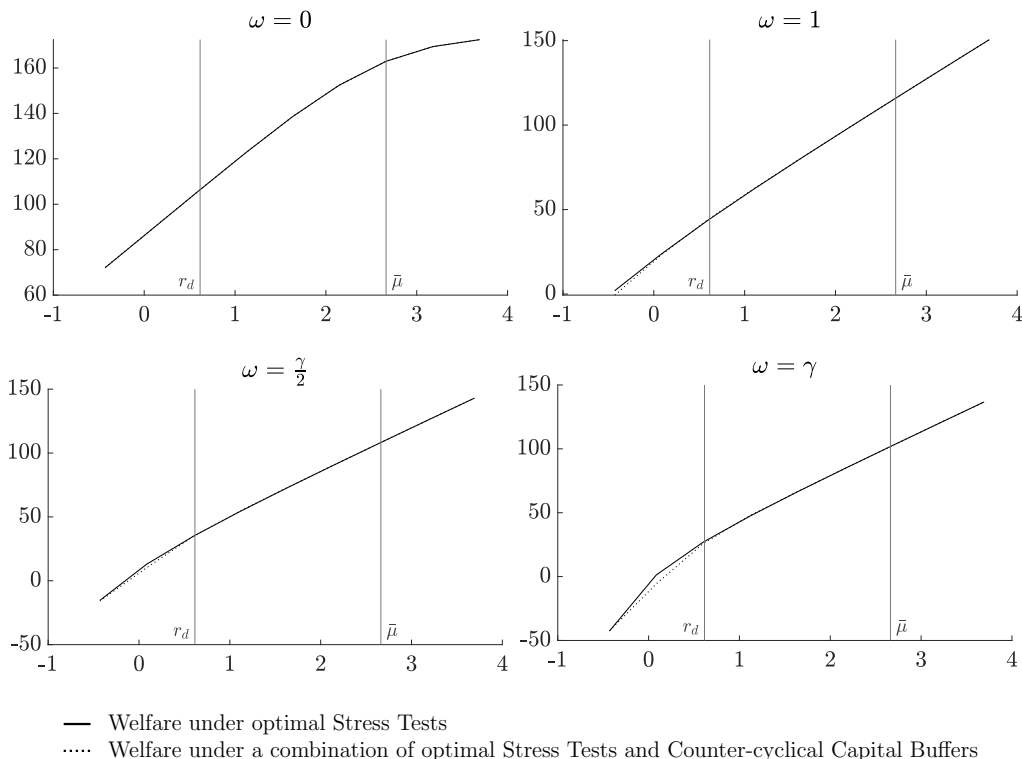 ω = 0
160
140
120
100
80
60
r_d
μ̄
-1 0 1 2 3 4
ω = 1
150
100
50
0
r_d
μ̄
-1 0 1 2 3 4
ω = γ/2
150
100
50
0
-50
r_d
μ̄
-1 0 1 2 3 4
ω = γ
150
100
50
0
-50
r_d
μ̄
-1 0 1 2 3 4
Welfare under optimal Stress Tests
Welfare under a combination of optimal Stress Tests and Counter-cyclical Capital Buffers